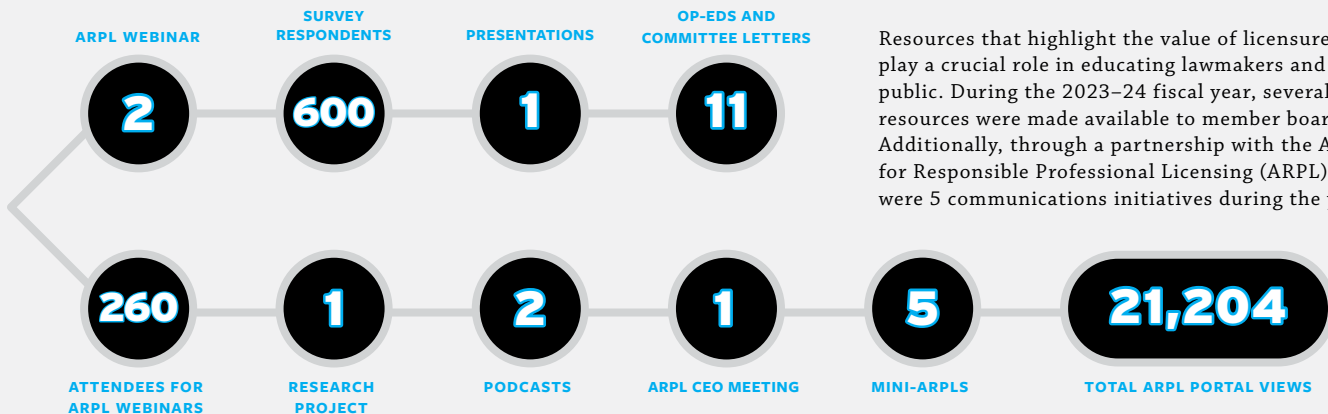 ARPL WEBINAR
2
SURVEY
RESPONDENTS
600
PRESENTATIONS
1
OP-EDS AND
COMMITTEE LETTERS
11
Resources that highlight the value of licensure
play a crucial role in educating lawmakers and
public. During the 2023–24 fiscal year, several
resources were made available to member
Additionally, through a partnership with the
for Responsible Professional Licensing (ARPL)
were 5 communications initiatives during the
260
ATTENDEES FOR
ARPL WEBINARS
1
RESEARCH
PROJECT
2
PODCASTS
1
ARPL CEO MEETING
5
MINI-ARPLS
21,204
TOTAL ARPL PORTAL VIEWS